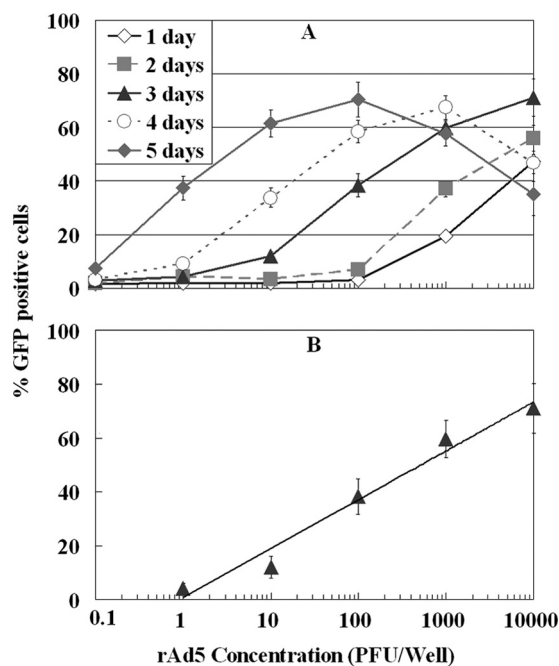 A
1 day
2 days
3 days
4 days
5 days
100
80
60
40
20
0
% GFP positive cells
B
100
80
60
40
20
0
0.1 1 10 100 1000 10000
rAd5 Concentration (PFU/Well)